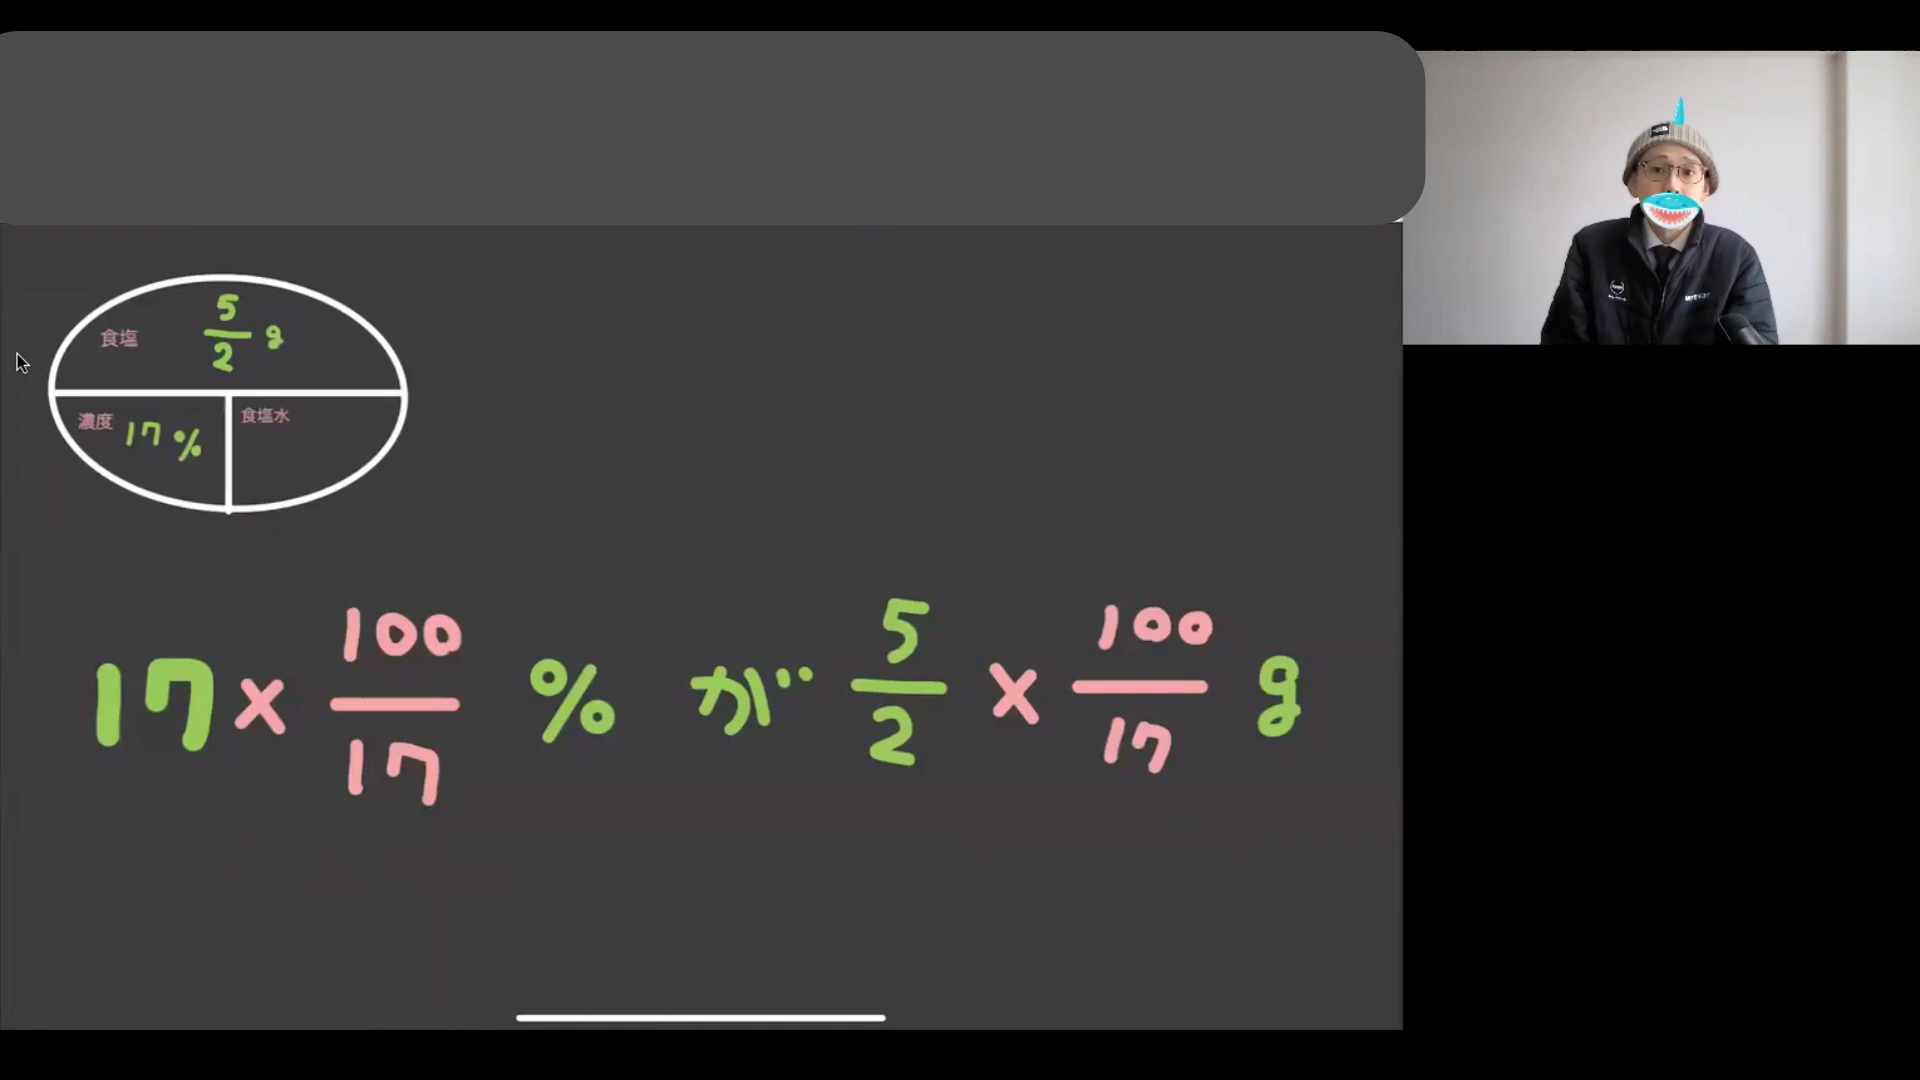 食塩 5/2 g
濃度 17% 食塩水
17 × 100/17 % が 5/2 × 100/17 g